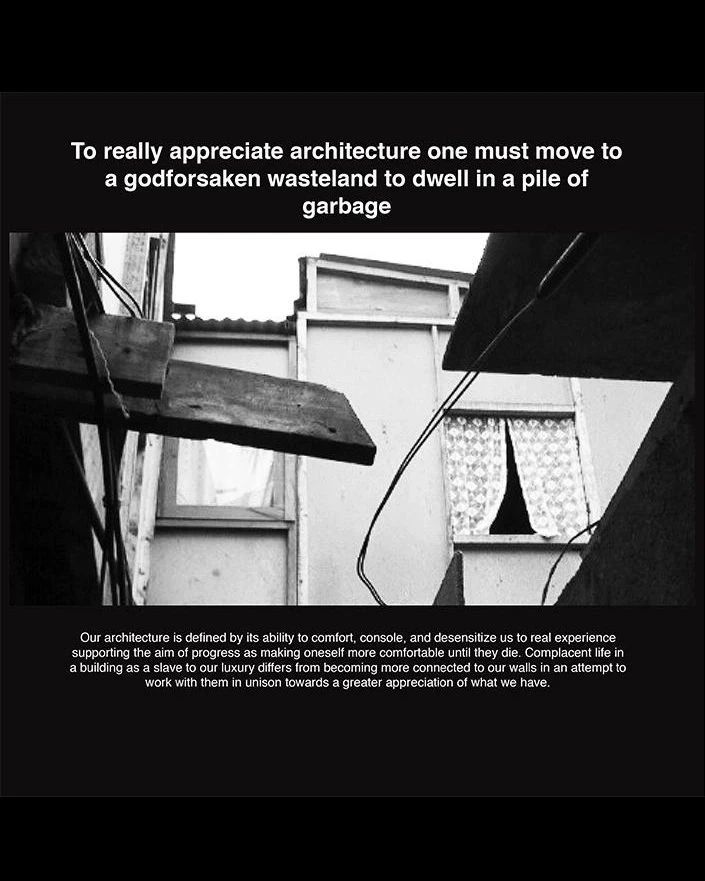 To really appreciate architecture one must move to
a godforsaken wasteland to dwell in a pile of
garbage
Our architecture is defined by its ability to comfort, console, and desensitize us to real experience
supporting the aim of progress as making oneself more comfortable until they die. Complacent life in
a building as a slave to our luxury differs from becoming more connected to our walls in an attempt to
work with them in unison towards a greater appreciation of what we have.